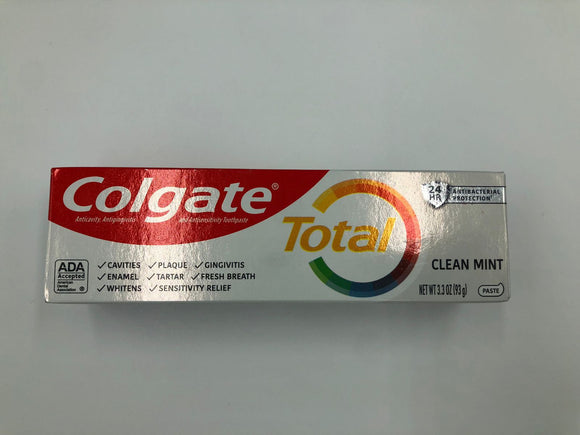 Colgate®
Anticavity, Antigingivitis and Antisensitivity Toothpaste
Total
24 HR
ANTIBACTERIAL
PROTECTION*
ADA
Accepted
American
Dental
Association ®
✓ CAVITIES ✓ PLAQUE ✓ GINGIVITIS
✓ ENAMEL ✓ TARTAR ✓ FRESH BREATH
✓ WHITENS ✓ SENSITIVITY RELIEF
CLEAN MINT
NET WT 3.3 OZ (93 g)
PASTE